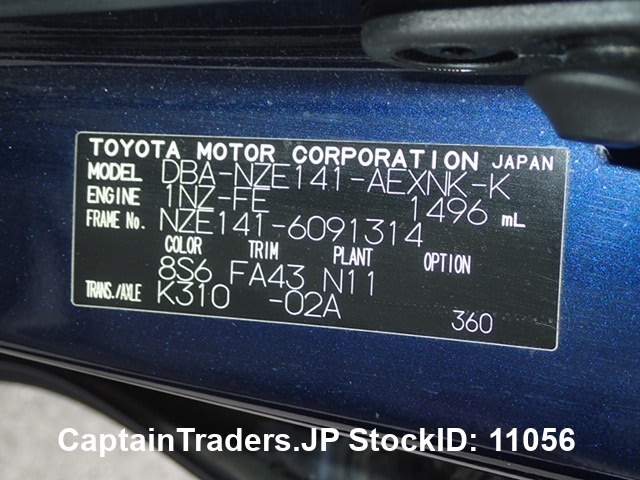 TOYOTA MOTOR CORPORATION JAPAN
MODEL DBA-NZE141-AEXNK-K
ENGINE 1NZ-FE 1496 mL
FRAME No. NZE141-6091314
COLOR TRIM PLANT OPTION
8S6 FA43 N11
TRANS./AXLE K310 -02A
360
CaptainTraders.JP StockID: 11056